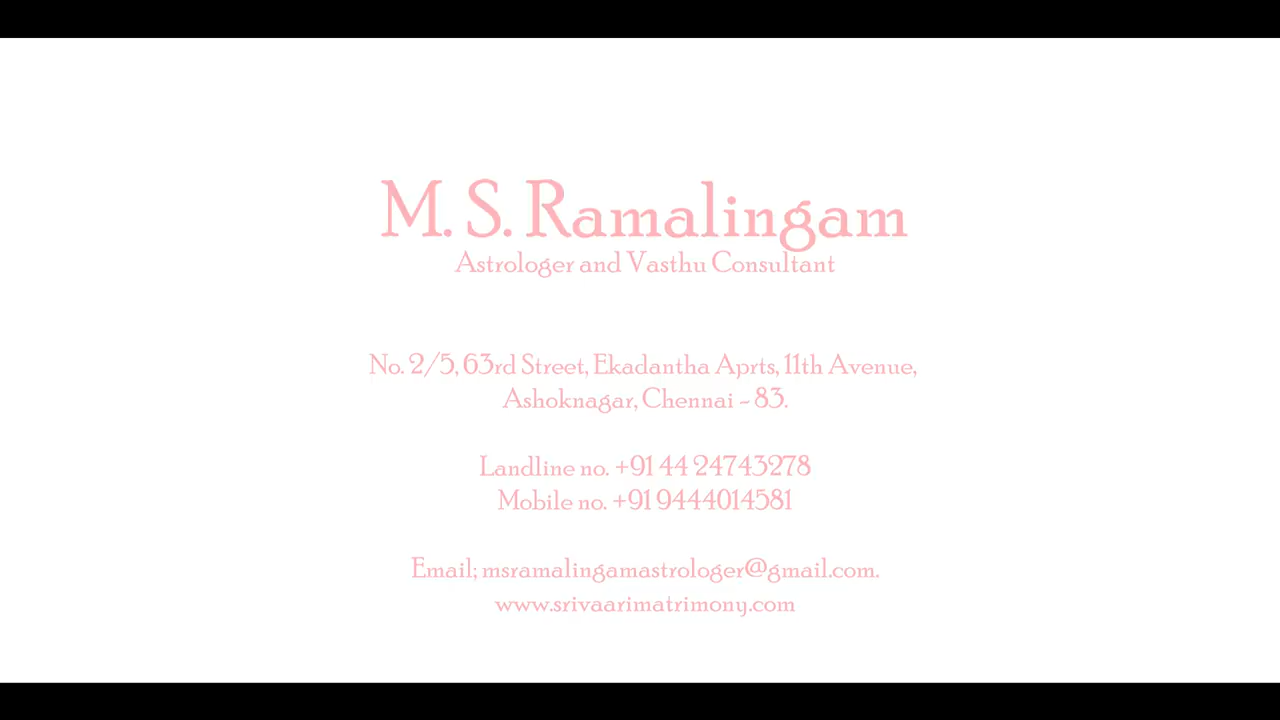 M. S. Ramalingam
Astrologer and Vasthu Consultant
No. 2/5, 63rd Street, Ekadantha Aprts, 11th Avenue,
Ashoknagar, Chennai - 83.
Landline no. +91 44 24743278
Mobile no. +91 9444014581
Email; msramalingamastrologer@gmail.com.
www.srivaarimatrimony.com